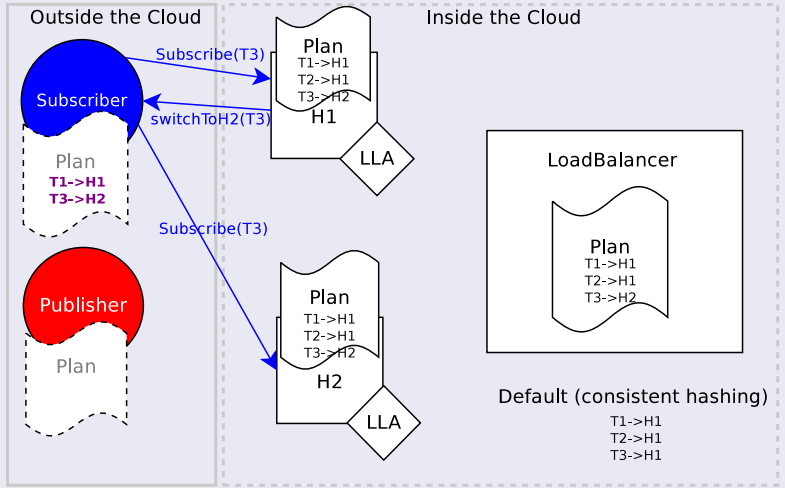 Outside the Cloud
Inside the Cloud
Subscribe(T3)
Subscriber
switchToH2(T3)
Plan
T1->H1
T3->H2
Subscribe(T3)
Publisher
Plan
Plan
T1->H1
T2->H1
T3->H2
H1
LLA
Plan
T1->H1
T2->H1
T3->H2
H2
LLA
LoadBalancer
Plan
T1->H1
T2->H1
T3->H2
Default (consistent hashing)
T1->H1
T2->H1
T3->H1